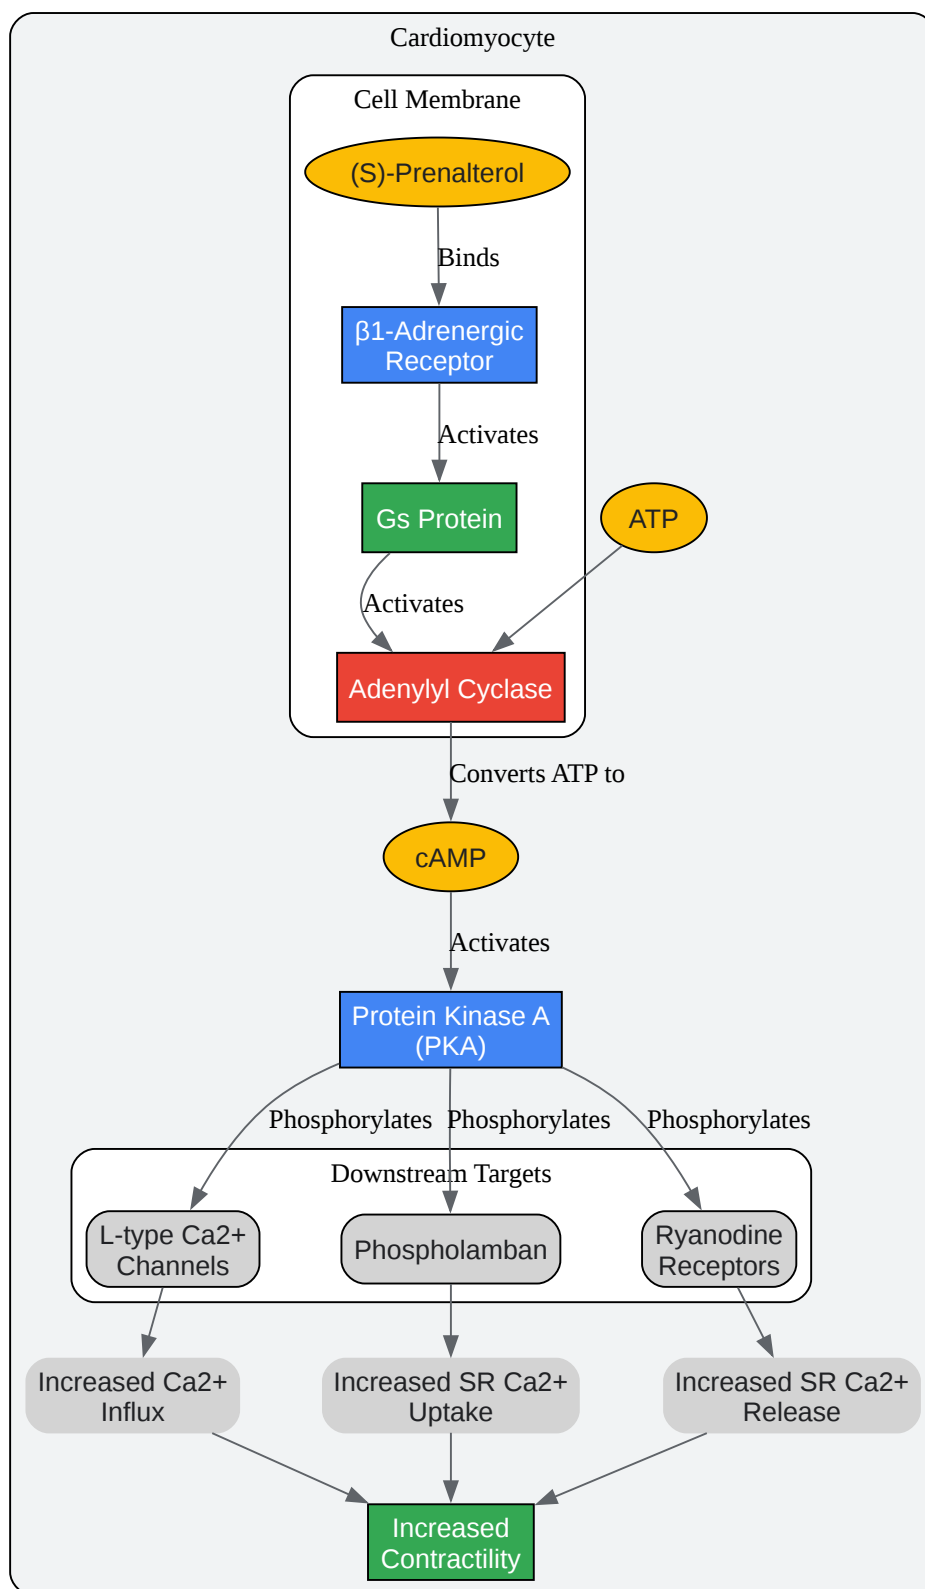 Cardiomyocyte
Cell Membrane
(S)-Prenalterol
Binds
β1-Adrenergic
Receptor
Activates
Gs Protein
ATP
Activates
Adenylyl Cyclase
Converts ATP to
cAMP
Activates
Protein Kinase A
(PKA)
Phosphorylates
Phosphorylates
Phosphorylates
Downstream Targets
L-type Ca2+
Channels
Phospholamban
Ryanodine
Receptors
Increased Ca2+
Influx
Increased SR Ca2+
Uptake
Increased SR Ca2+
Release
Increased
Contractility